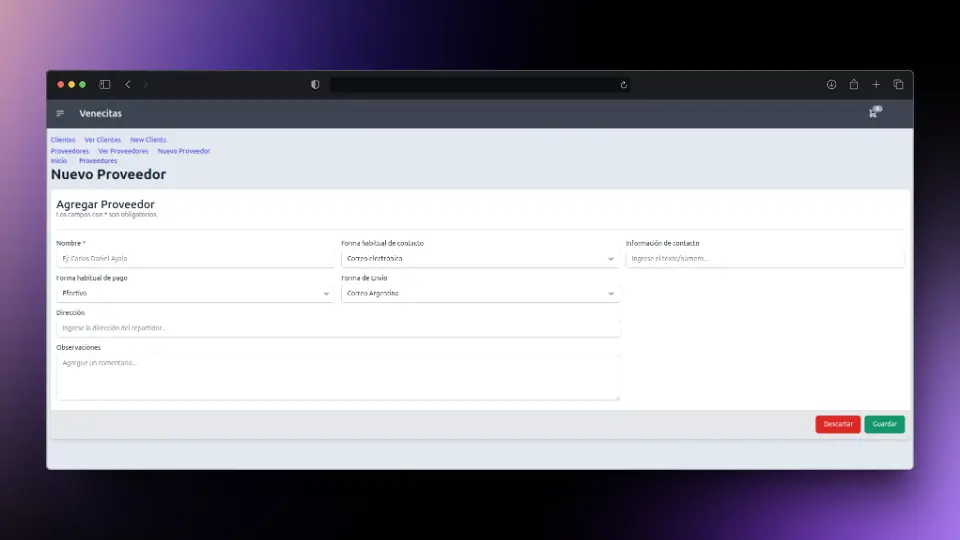 Venecitas
0
Clientes Ver Clientes New Clients
Proveedores Ver Proveedores Nuevo Proveedor
Inicio Proveedores
Nuevo Proveedor
Agregar Proveedor
Los campos con * son obligatorios.
Nombre * Forma habitual de contacto Información de contacto
Ej: Carlos Daniel Ayala Correo electrónico Ingrese el texto/número...
Forma habitual de pago Forma de Envío
Efectivo Correo Argentino
Dirección
Ingrese la dirección del repartidor...
Observaciones
Agregue un comentario...
Descartar Guardar